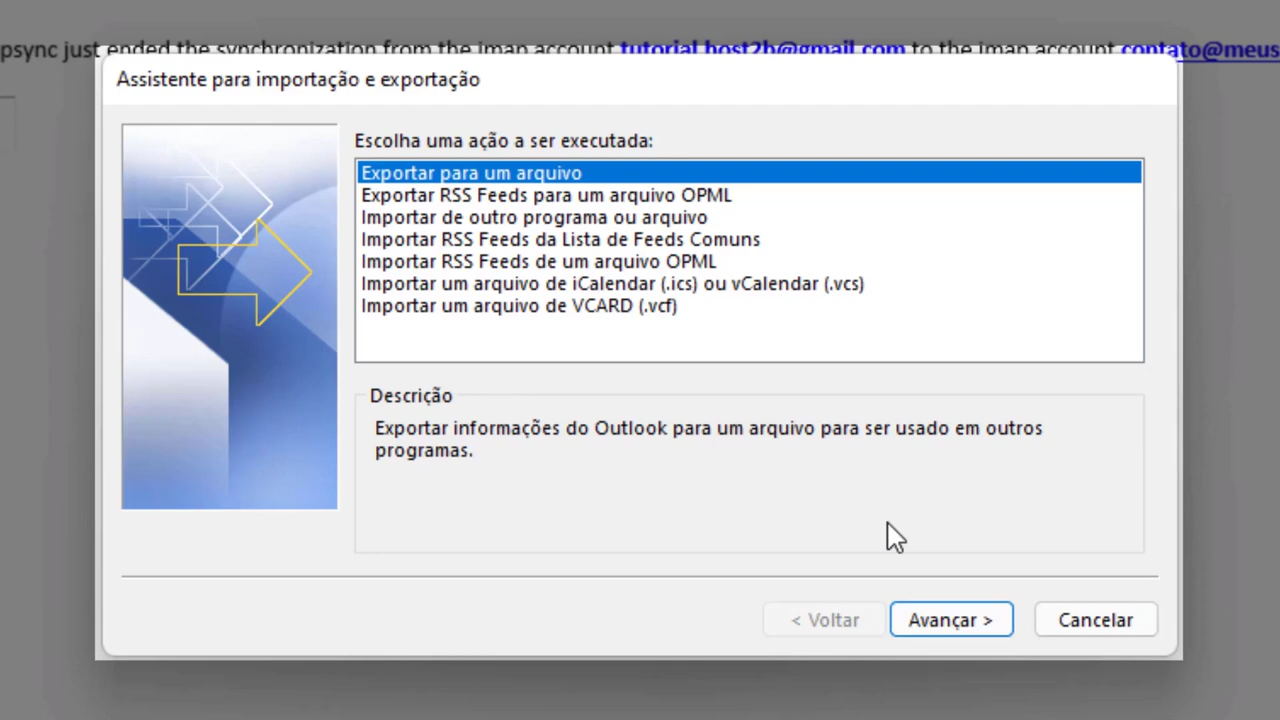 psync just ended the synchronization from the imap account tutorial.host2b@gmail.com to the imap account contato@meus
Assistente para importação e exportação
Escolha uma ação a ser executada:
Exportar para um arquivo
Exportar RSS Feeds para um arquivo OPML
Importar de outro programa ou arquivo
Importar RSS Feeds da Lista de Feeds Comuns
Importar RSS Feeds de um arquivo OPML
Importar um arquivo de iCalendar (.ics) ou vCalendar (.vcs)
Importar um arquivo de VCARD (.vcf)
Descrição
Exportar informações do Outlook para um arquivo para ser usado em outros
programas.
< Voltar
Avançar >
Cancelar